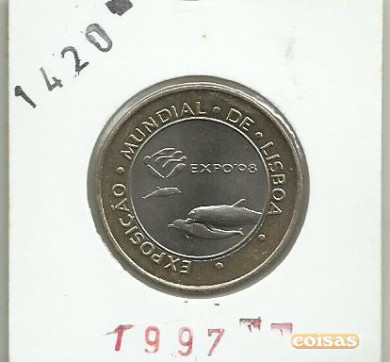 1420
EXPOSIÇÃO • MUNDIAL • DE • LISBOA
EXPO'98
1997
coisas